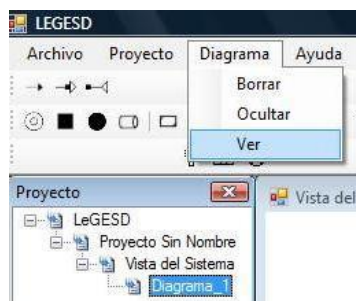 LEGESD
Archivo Proyecto Diagrama Ayuda
Borrar
Ocultar
Ver
Proyecto
Vista del
LeGESD
Proyecto Sin Nombre
Vista del Sistema
Diagrama_1